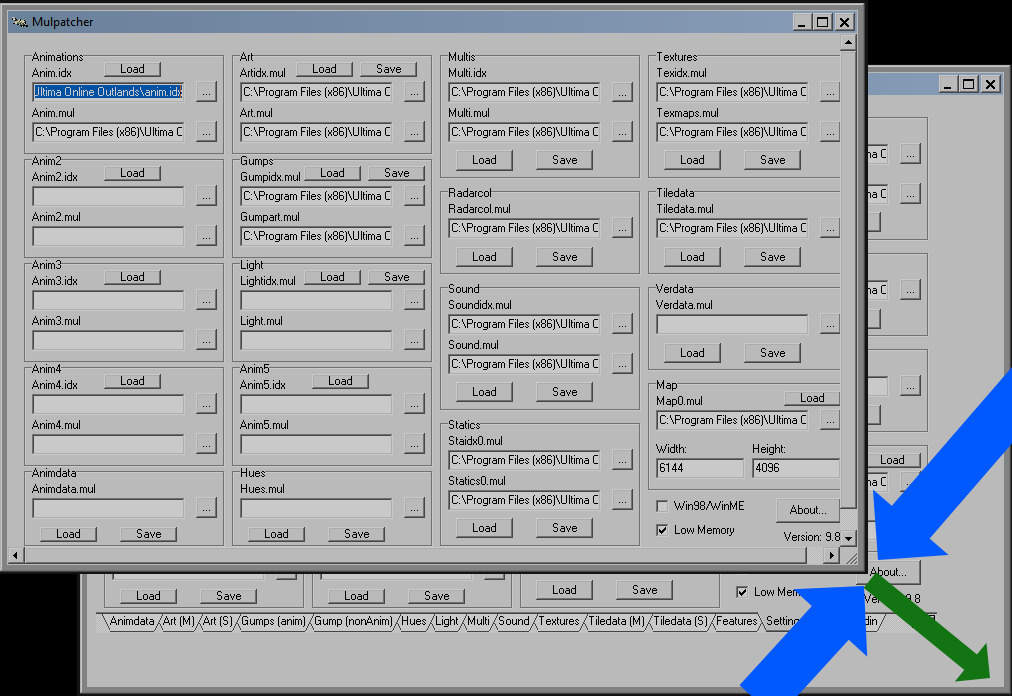 Mulpatcher
Animations
Anim.idx
Load
Ultima Online Outlands\anim.idx
...
Anim.mul
C:\Program Files (x86)\Ultima C
...
Anim2
Anim2.idx
Load
...
Anim2.mul
...
Anim3
Anim3.idx
Load
...
Anim3.mul
...
Anim4
Anim4.idx
Load
...
Anim4.mul
...
Animdata
Animdata.mul
...
Load Save
Art
Artidx.mul
Load Save
C:\Program Files (x86)\Ultima C
...
Art.mul
C:\Program Files (x86)\Ultima C
...
Gumps
Gumpidx.mul
Load Save
C:\Program Files (x86)\Ultima C
...
Gumpart.mul
C:\Program Files (x86)\Ultima C
...
Light
Lightidx.mul
Load Save
...
Light.mul
...
Anim5
Anim5.idx
Load
...
Anim5.mul
...
Hues
Hues.mul
...
Load Save
Multis
Multi.idx
C:\Program Files (x86)\Ultima C
...
Multi.mul
C:\Program Files (x86)\Ultima C
...
Load Save
Radarcol
Radarcol.mul
C:\Program Files (x86)\Ultima C
...
Load Save
Sound
Soundidx.mul
C:\Program Files (x86)\Ultima C
...
Sound.mul
C:\Program Files (x86)\Ultima C
...
Load Save
Statics
Staidx0.mul
C:\Program Files (x86)\Ultima C
...
Statics0.mul
C:\Program Files (x86)\Ultima C
...
Load Save
Textures
Texidx.mul
C:\Program Files (x86)\Ultima C
...
Texmaps.mul
C:\Program Files (x86)\Ultima C
...
Load Save
Tiledata
Tiledata.mul
C:\Program Files (x86)\Ultima C
...
Load Save
Verdata
Verdata.mul
...
Load Save
Map
Map0.mul
Load
C:\Program Files (x86)\Ultima C
...
Width: Height:
6144 4096
Win98/WinME
Low Memory
About...
Version: 9.8
ma C ...
ma C ...
ma C ...
...
Load
ma C
About...
9.8
Load Save
Load Save
Load Save
Low
Animdata Art (M) Art (S) Gumps (anim) Gump (nonAnim) Hues Light Multi Sound Textures Tiledata (M) Tiledata (S) Features